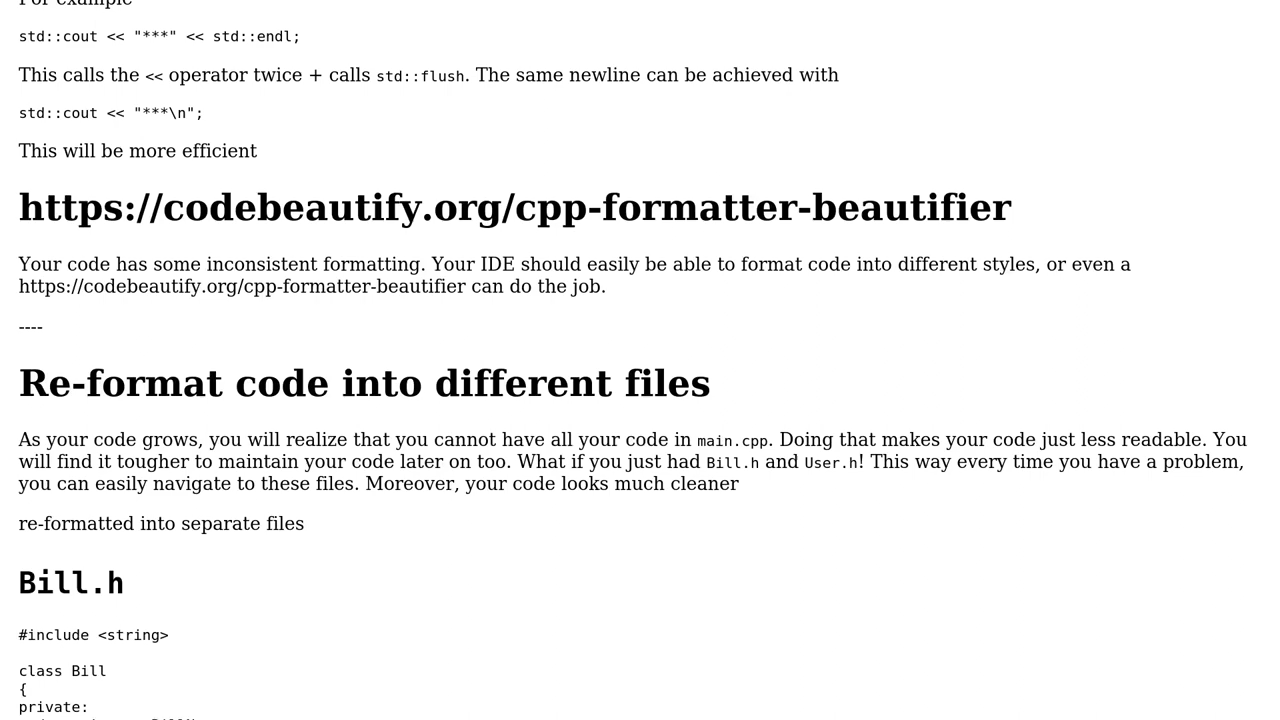 For example
std::cout << "***" << std::endl;
This calls the << operator twice + calls std::flush. The same newline can be achieved with
std::cout << "***\n";
This will be more efficient
https://codebeautify.org/cpp-formatter-beautifier
Your code has some inconsistent formatting. Your IDE should easily be able to format code into different styles, or even a
https://codebeautify.org/cpp-formatter-beautifier can do the job.
----
Re-format code into different files
As your code grows, you will realize that you cannot have all your code in main.cpp. Doing that makes your code just less readable. You
will find it tougher to maintain your code later on too. What if you just had Bill.h and User.h! This way every time you have a problem,
you can easily navigate to these files. Moreover, your code looks much cleaner
re-formatted into separate files
Bill.h
#include <string>
class Bill
{
private: